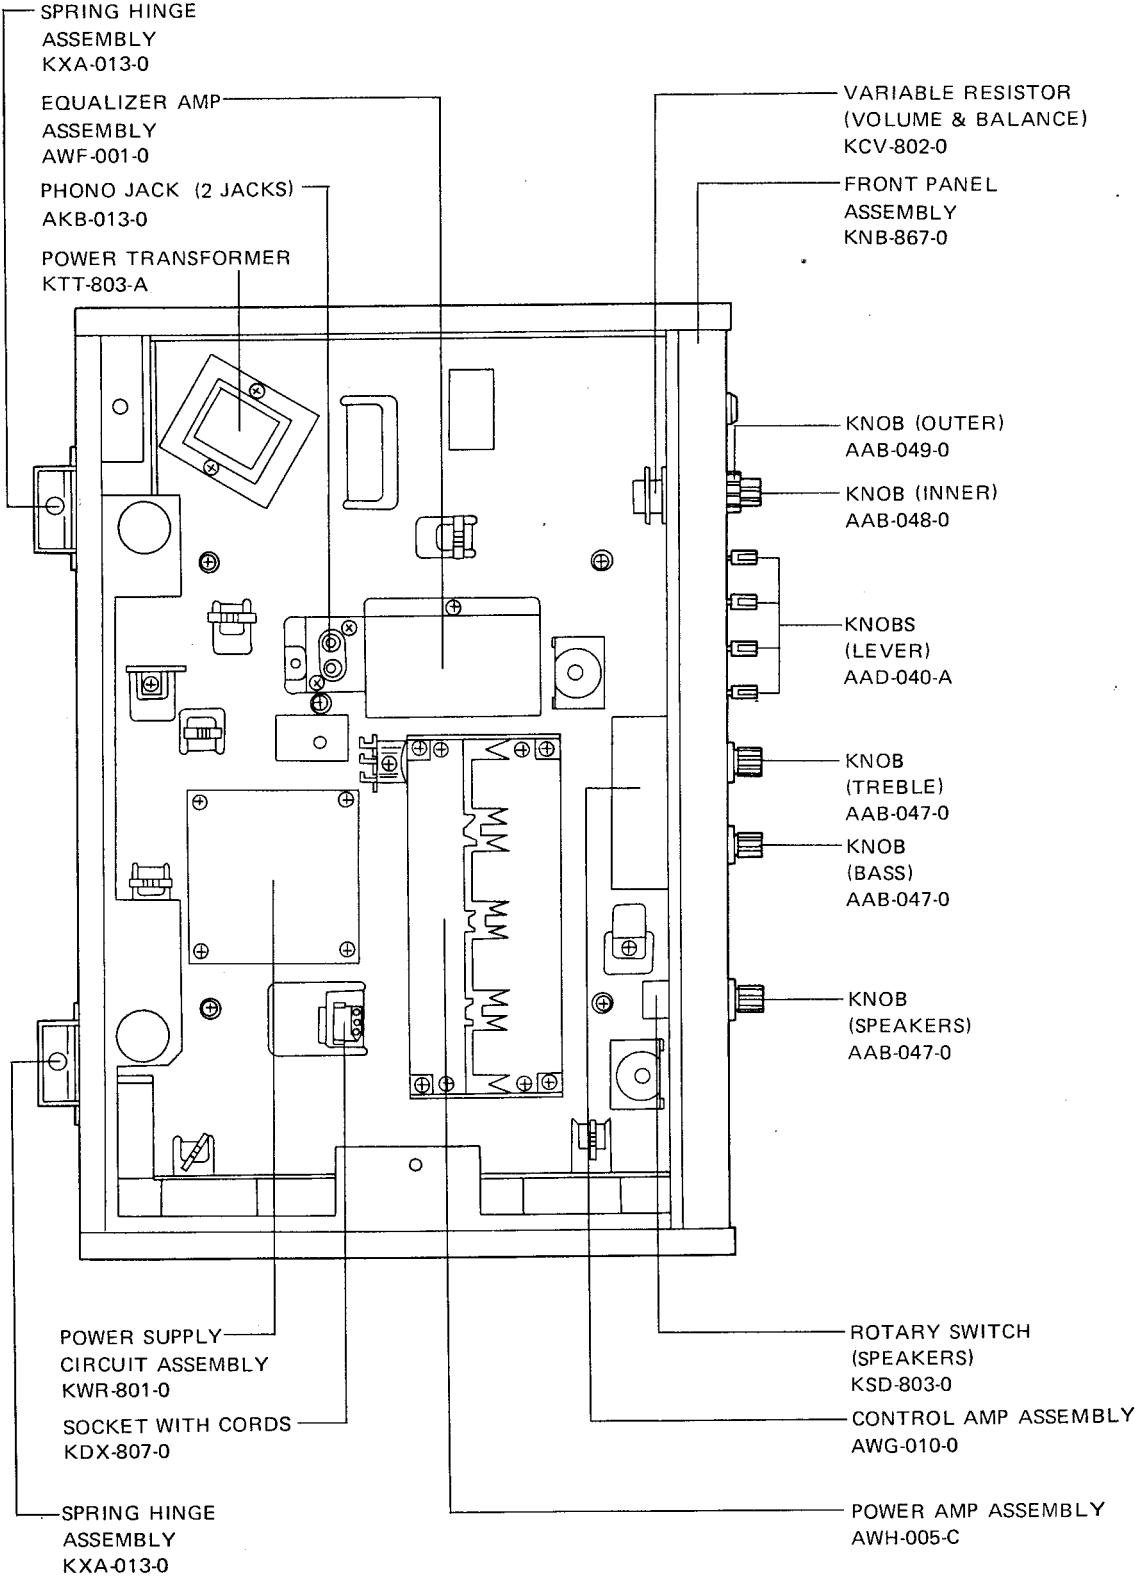 SPRING HINGE
ASSEMBLY
KXA-013-0
EQUALIZER AMP
ASSEMBLY
AWF-001-0
PHONO JACK (2 JACKS)
AKB-013-0
POWER TRANSFORMER
KTT-803-A
VARIABLE RESISTOR
(VOLUME & BALANCE)
KCV-802-0
FRONT PANEL
ASSEMBLY
KNB-867-0
KNOB (OUTER)
AAB-049-0
KNOB (INNER)
AAB-048-0
KNOBS
(LEVER)
AAD-040-A
KNOB
(TREBLE)
AAB-047-0
KNOB
(BASS)
AAB-047-0
KNOB
(SPEAKERS)
AAB-047-0
POWER SUPPLY
CIRCUIT ASSEMBLY
KWR-801-0
SOCKET WITH CORDS
KDX-807-0
SPRING HINGE
ASSEMBLY
KXA-013-0
ROTARY SWITCH
(SPEAKERS)
KSD-803-0
CONTROL AMP ASSEMBLY
AWG-010-0
POWER AMP ASSEMBLY
AWH-005-C